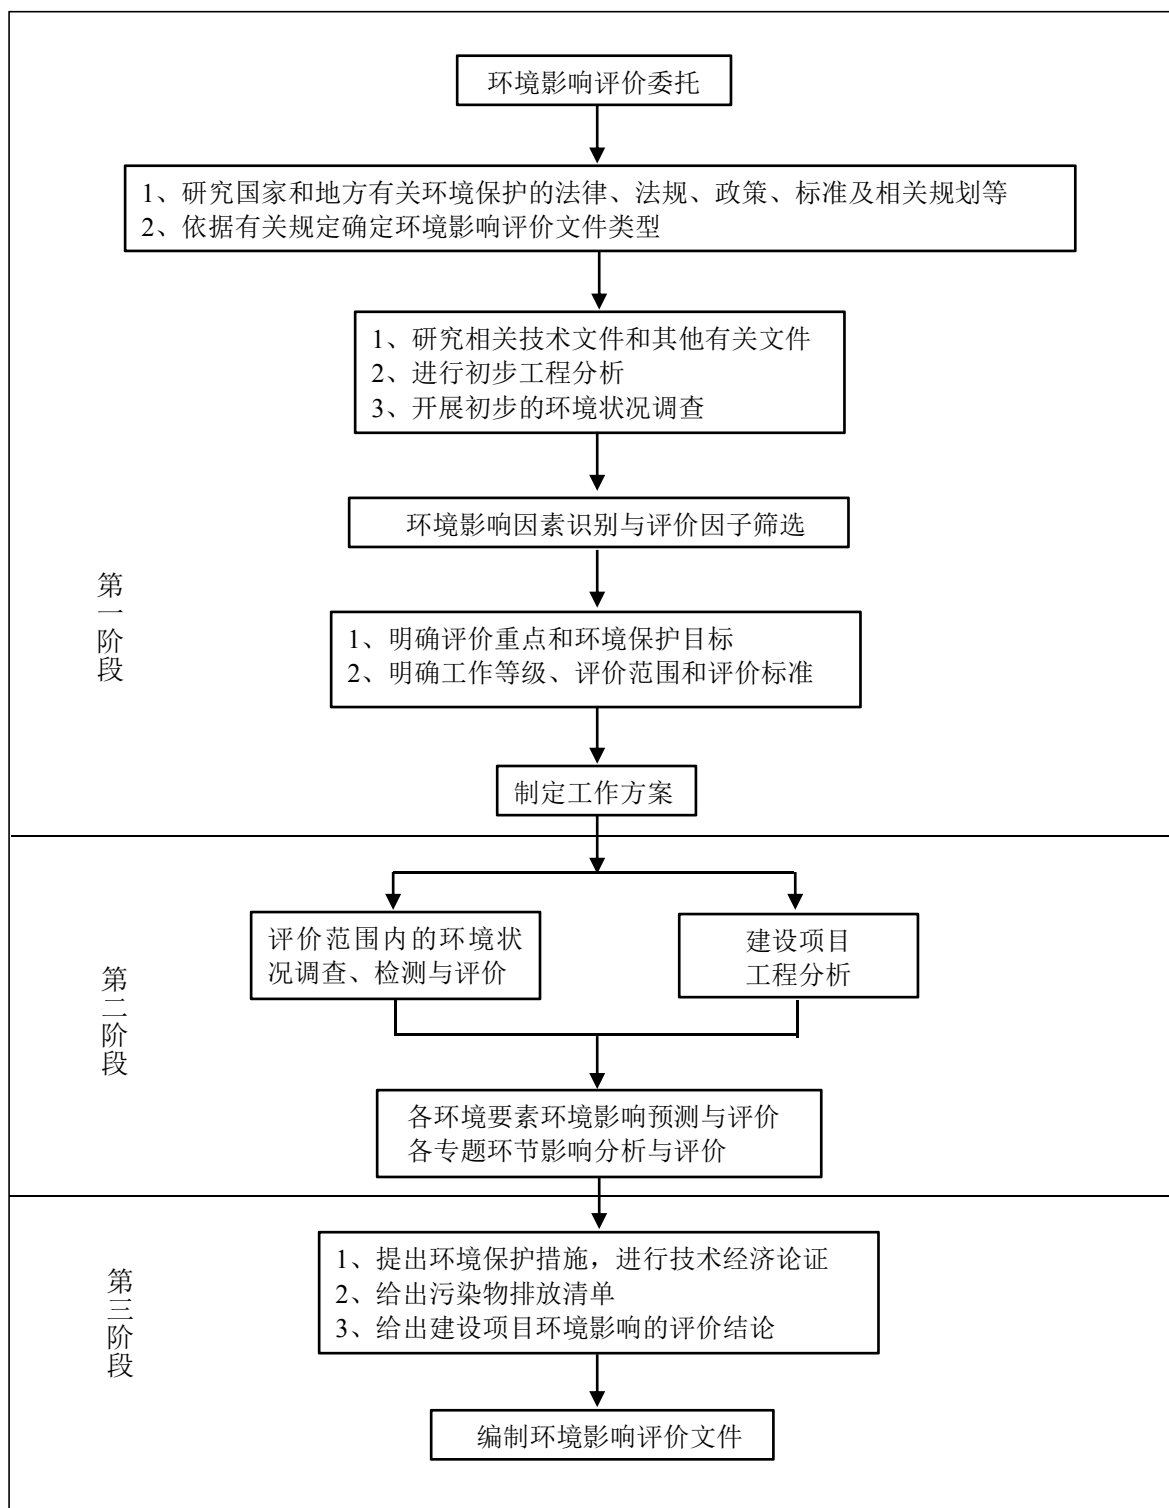 环境影响评价委托
1、研究国家和地方有关环境保护的法律、法规、政策、标准及相关规划等
2、依据有关规定确定环境影响评价文件类型
1、研究相关技术文件和其他有关文件
2、进行初步工程分析
3、开展初步的环境状况调查
环境影响因素识别与评价因子筛选
第一阶段
1、明确评价重点和环境保护目标
2、明确工作等级、评价范围和评价标准
制定工作方案
评价范围内的环境状
况调查、检测与评价
建设项目
工程分析
第二阶段
各环境要素环境影响预测与评价
各专题环节影响分析与评价
第三阶段
1、提出环境保护措施，进行技术经济论证
2、给出污染物排放清单
3、给出建设项目环境影响的评价结论
编制环境影响评价文件